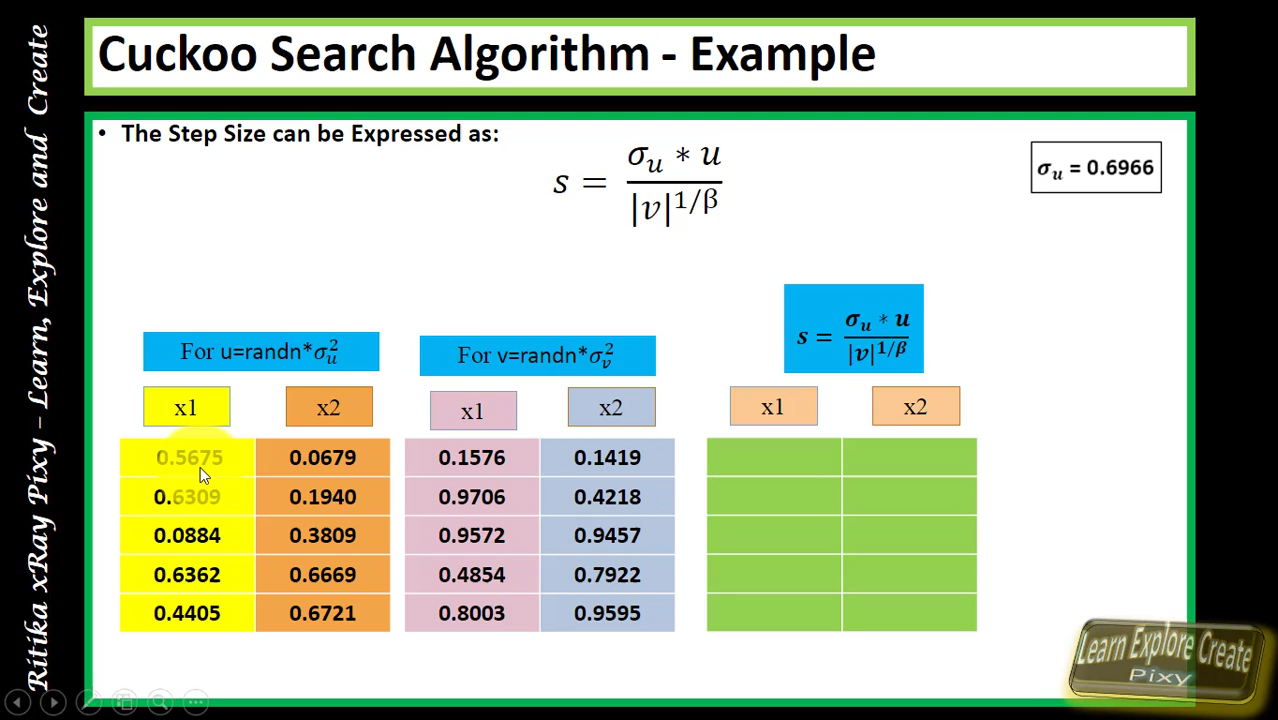 Cuckoo Search Algorithm - Example
• The Step Size can be Expressed as:
s = σu * u / |v|^1/β
σu = 0.6966
For u=randn*σu^2
For v=randn*σv^2
s = σu * u / |v|^1/β
x1 x2 x1 x2 x1 x2
0.5675 0.0679 0.1576 0.1419
0.6309 0.1940 0.9706 0.4218
0.0884 0.3809 0.9572 0.9457
0.6362 0.6669 0.4854 0.7922
0.4405 0.6721 0.8003 0.9595
Ritika xRay Pixy – Learn, Explore and Create
Learn Explore Create
Pixy